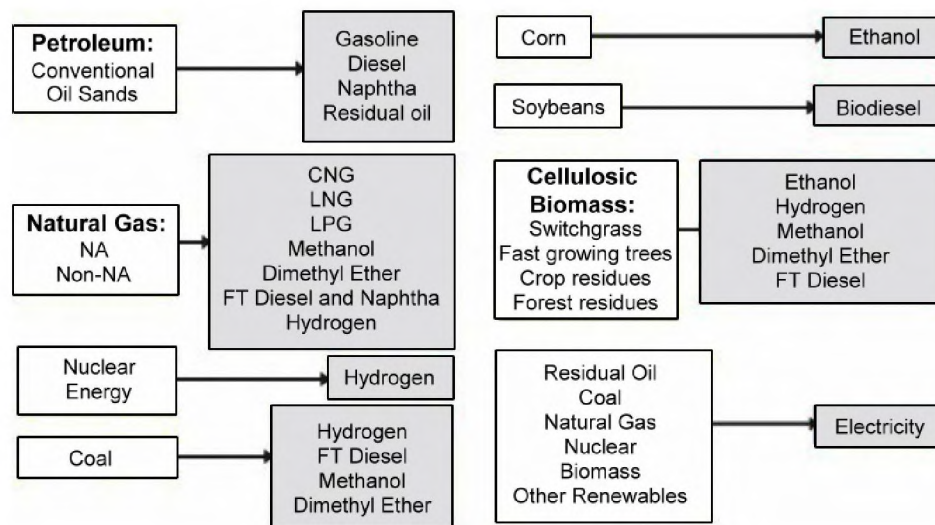 Petroleum:
Conventional
Oil Sands
Gasoline
Diesel
Naphtha
Residual oil
Natural Gas:
NA
Non-NA
CNG
LNG
LPG
Methanol
Dimethyl Ether
FT Diesel and Naphtha
Hydrogen
Nuclear
Energy
Hydrogen
Coal
Hydrogen
FT Diesel
Methanol
Dimethyl Ether
Corn
Ethanol
Soybeans
Biodiesel
Cellulosic
Biomass:
Switchgrass
Fast growing trees
Crop residues
Forest residues
Ethanol
Hydrogen
Methanol
Dimethyl Ether
FT Diesel
Residual Oil
Coal
Natural Gas
Nuclear
Biomass
Other Renewables
Electricity